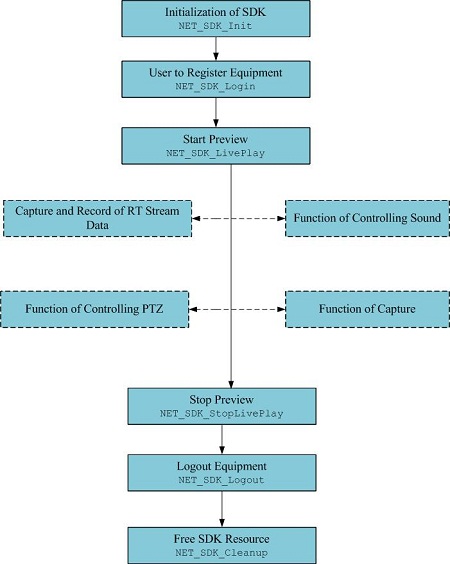 Initialization of SDK
NET_SDK_Init
User to Register Equipment
NET_SDK_Login
Start Preview
NET_SDK_LivePlay
Capture and Record of RT Stream
Data
Function of Controlling Sound
Function of Controlling PTZ
Function of Capture
Stop Preview
NET_SDK_StopLivePlay
Logout Equipment
NET_SDK_Logout
Free SDK Resource
NET_SDK_Cleanup